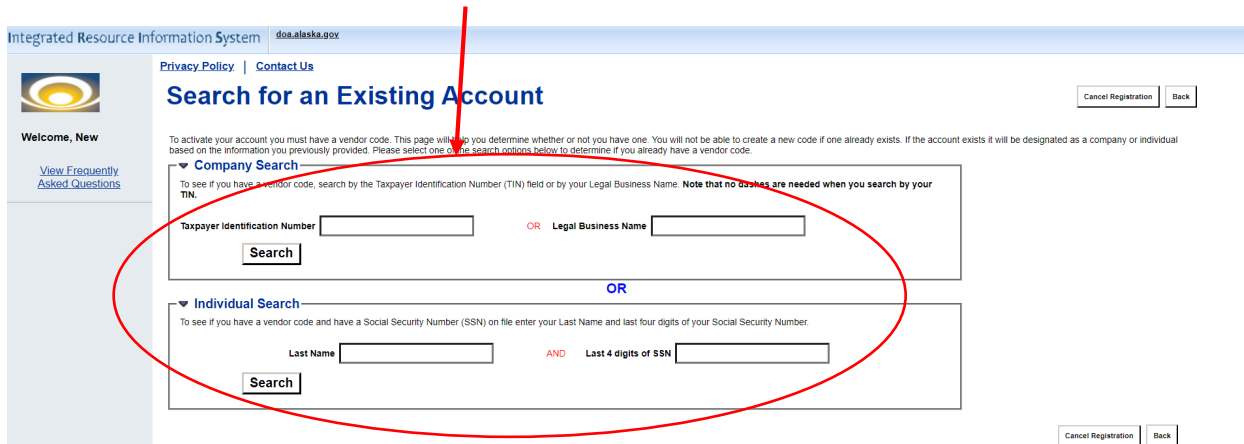 Integrated Resource Information System doa.alaska.gov
Privacy Policy | Contact Us
Search for an Existing Account
Cancel Registration Back
Welcome, New
View Frequently
Asked Questions
To activate your account you must have a vendor code. This page will help you determine whether or not you have one. You will not be able to create a new code if one already exists. If the account exists it will be designated as a company or individual
based on the information you previously provided. Please select one of the search options below to determine if you already have a vendor code.
Company Search
To see if you have a vendor code, search by the Taxpayer Identification Number (TIN) field or by your Legal Business Name. Note that no dashes are needed when you search by your
TIN.
Taxpayer Identification Number OR Legal Business Name
Search
OR
Individual Search
To see if you have a vendor code and have a Social Security Number (SSN) on file enter your Last Name and last four digits of your Social Security Number.
Last Name AND Last 4 digits of SSN
Search
Cancel Registration Back